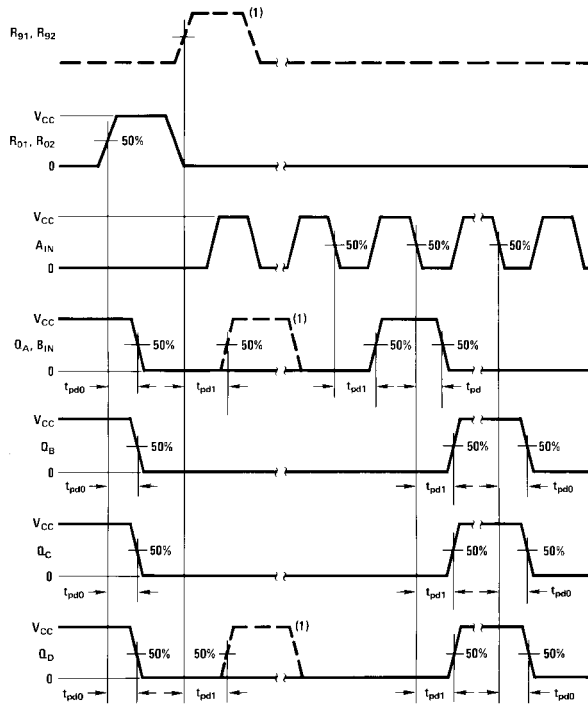 R91, R92
(1)
VCC
R01, R02
50%
0
VCC
AIN
50%
50%
50%
0
VCC
(1)
QA, BIN
50%
50%
50%
50%
0
tpd0
tpd1
tpd1
tpd
VCC
QB
50%
50%
50%
0
tpd0
tpd1
tpd0
VCC
QC
50%
50%
50%
0
tpd0
tpd1
tpd0
VCC
(1)
QD
50%
50%
50%
50%
0
tpd0
tpd1
tpd1
tpd0